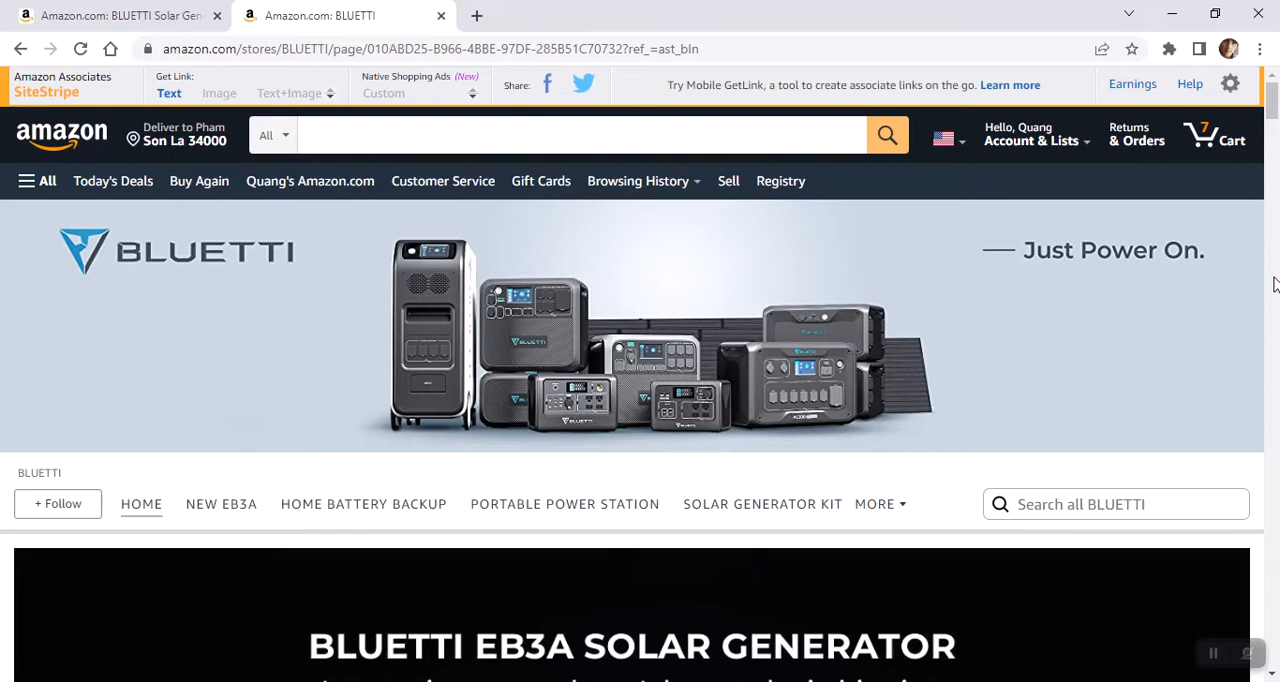 Amazon.com: BLUETTI Solar Gen
Amazon.com: BLUETTI
amazon.com/stores/BLUETTI/page/010ABD25-B966-4BBE-97DF-285B51C70732?ref_=ast_bln
Amazon Associates
SiteStripe
Get Link:
Text Image Text+Image
Native Shopping Ads (New)
Custom
Share:
Try Mobile GetLink, a tool to create associate links on the go. Learn more
Earnings
Help
amazon
Deliver to Pham
Son La 34000
All
Hello, Quang
Account & Lists
Returns
& Orders
7
Cart
All
Today's Deals
Buy Again
Quang's Amazon.com
Customer Service
Gift Cards
Browsing History
Sell
Registry
BLUETTI
Just Power On.
BLUETTI
+ Follow
HOME
NEW EB3A
HOME BATTERY BACKUP
PORTABLE POWER STATION
SOLAR GENERATOR KIT
MORE
Search all BLUETTI
BLUETTI EB3A SOLAR GENERATOR